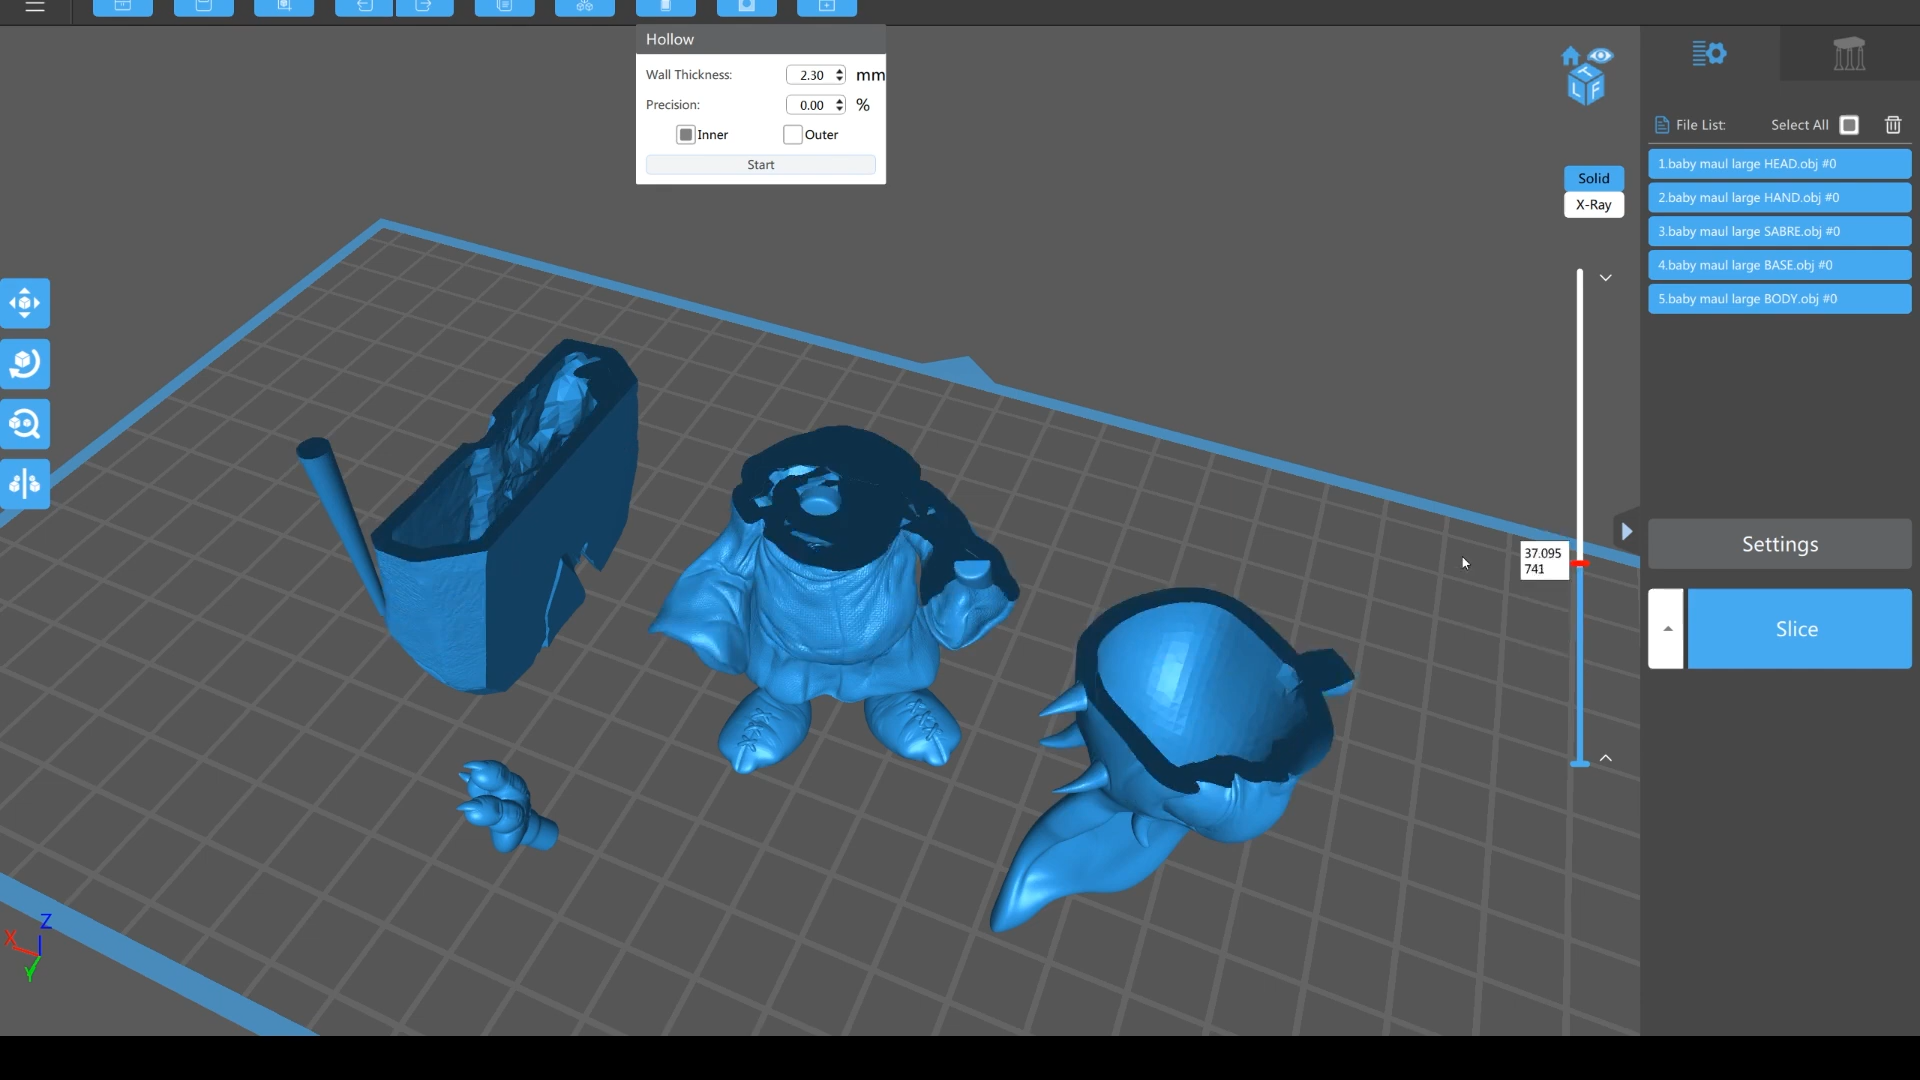 Hollow
Wall Thickness: 2.30 mm
Precision: 0.00 %
Inner Outer
Start
T
L F
Solid
X-Ray
File List: Select All
1.baby maul large HEAD.obj #0
2.baby maul large HAND.obj #0
3.baby maul large SABRE.obj #0
4.baby maul large BASE.obj #0
5.baby maul large BODY.obj #0
37.095
741
Settings
Slice
Z
X
Y